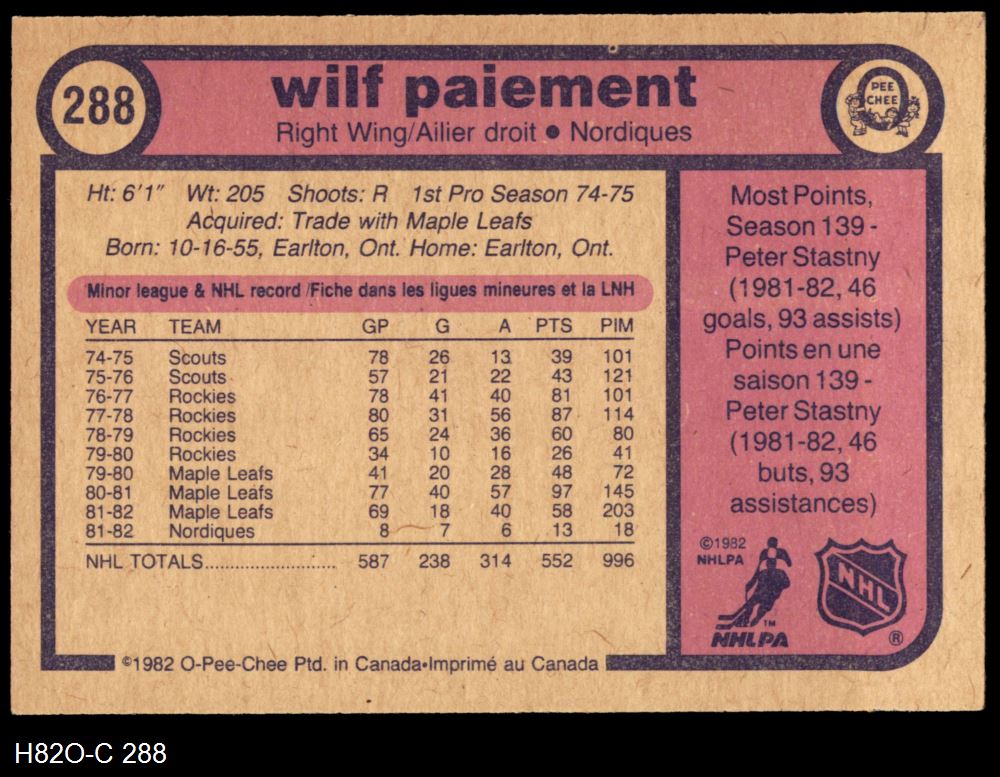 288
wilf paiement
Right Wing/Ailier droit ● Nordiques
O
PEE
CHEE
Ht: 6'1" Wt: 205 Shoots: R 1st Pro Season 74-75
Acquired: Trade with Maple Leafs
Born: 10-16-55, Earlton, Ont. Home: Earlton, Ont.
Minor league & NHL record /Fiche dans les ligues mineures et la LNH
YEAR TEAM GP G A PTS PIM
74-75 Scouts 78 26 13 39 101
75-76 Scouts 57 21 22 43 121
76-77 Rockies 78 41 40 81 101
77-78 Rockies 80 31 56 87 114
78-79 Rockies 65 24 36 60 80
79-80 Rockies 34 10 16 26 41
79-80 Maple Leafs 41 20 28 48 72
80-81 Maple Leafs 77 40 57 97 145
81-82 Maple Leafs 69 18 40 58 203
81-82 Nordiques 8 7 6 13 18
NHL TOTALS........................ 587 238 314 552 996
Most Points,
Season 139 -
Peter Stastny
(1981-82, 46
goals, 93 assists)
Points en une
saison 139 -
Peter Stastny
(1981-82, 46
buts, 93
assistances)
©1982
NHLPA
TM
NHLPA
NHL
®
©1982 O-Pee-Chee Ptd. in Canada•Imprimé au Canada
H82O-C 288